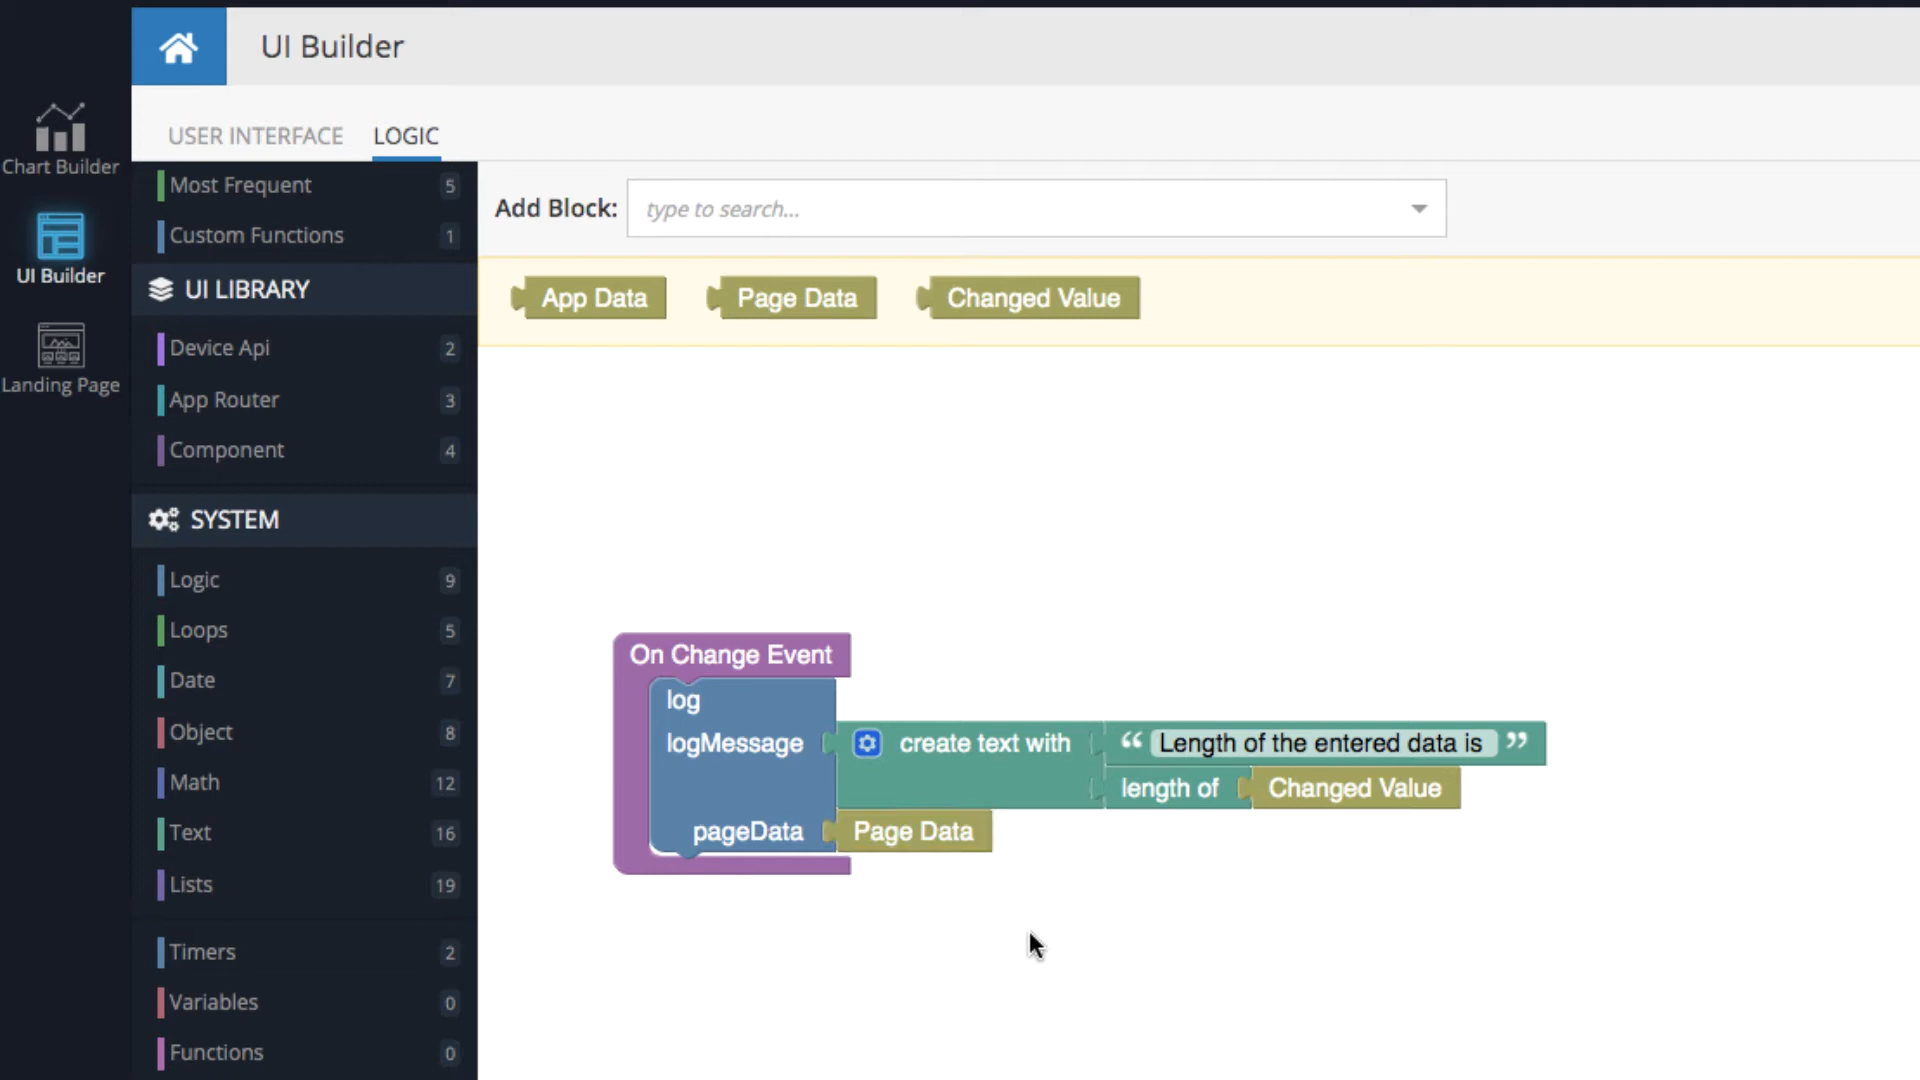 UI Builder
Chart Builder
UI Builder
Landing Page
USER INTERFACE LOGIC
Most Frequent 5
Custom Functions 1
UI LIBRARY
Device Api 2
App Router 3
Component 4
SYSTEM
Logic 9
Loops 5
Date 7
Object 8
Math 12
Text 16
Lists 19
Timers 2
Variables 0
Functions 0
Add Block: type to search...
App Data Page Data Changed Value
On Change Event
log
logMessage create text with “ Length of the entered data is ”
length of Changed Value
pageData Page Data